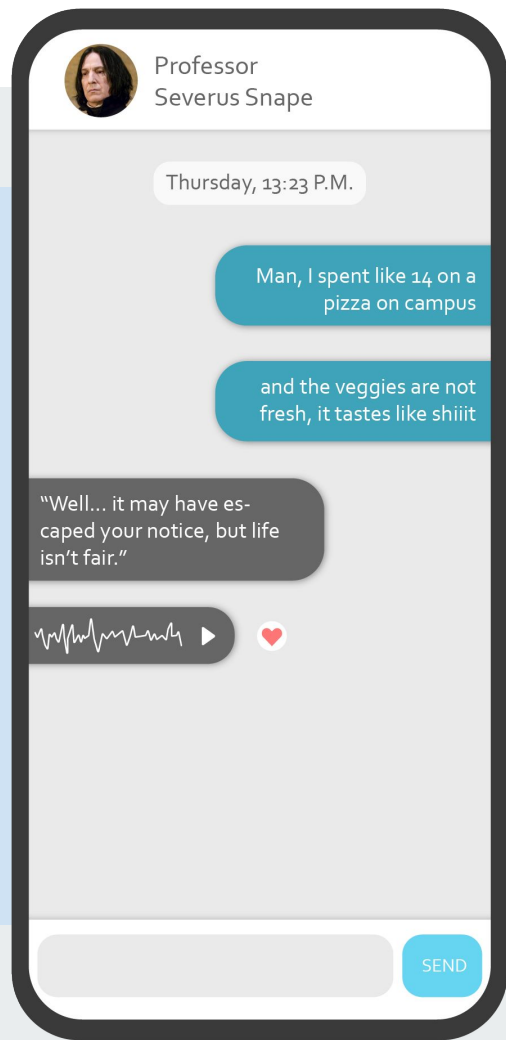 Professor
Severus Snape
Thursday, 13:23 P.M.
Man, I spent like 14 on a
pizza on campus
and the veggies are not
fresh, it tastes like shiiit
“Well... it may have es-
caped your notice, but life
isn’t fair.”
SEND